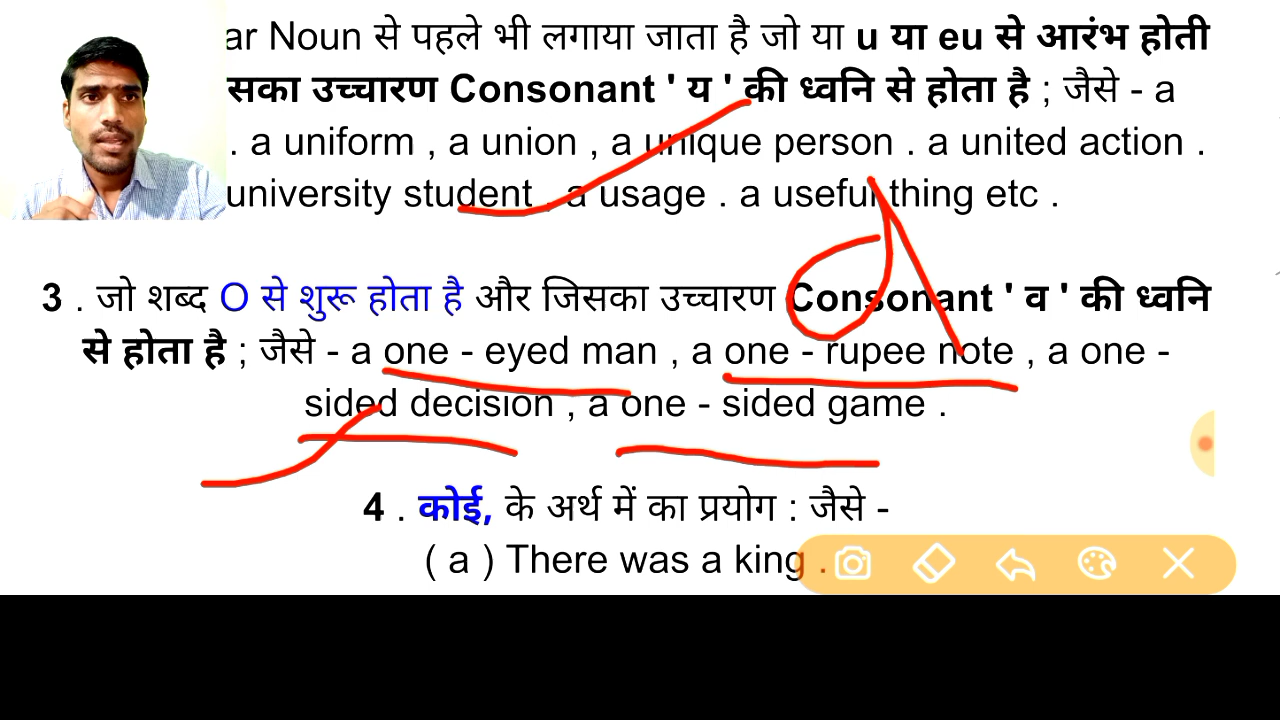 ar Noun से पहले भी लगाया जाता है जो या u या eu से आरंभ होती
सका उच्चारण Consonant ' य ' की ध्वनि से होता है ; जैसे - a
. a uniform , a union , a unique person . a united action .
university student . a usage . a useful thing etc .
3 . जो शब्द O से शुरू होता है और जिसका उच्चारण Consonant ' व ' की ध्वनि
से होता है ; जैसे - a one - eyed man , a one - rupee note , a one -
sided decision , a one - sided game .
4 . कोई, के अर्थ में का प्रयोग : जैसे -
( a ) There was a king .